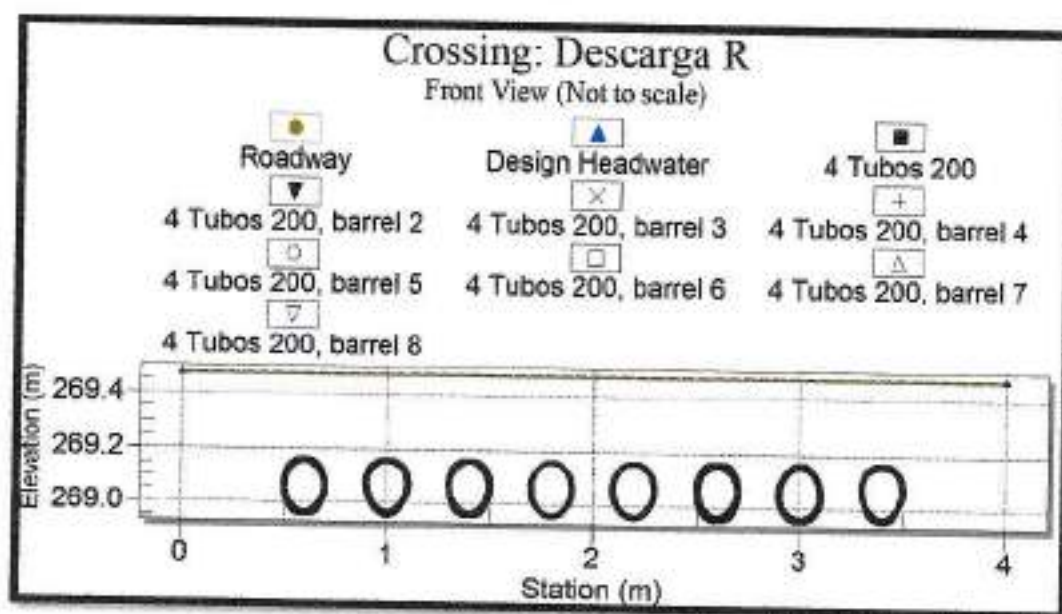 Crossing: Descarga R
Front View (Not to scale)
Roadway
Design Headwater
4 Tubos 200
4 Tubos 200, barrel 2
4 Tubos 200, barrel 3
4 Tubos 200, barrel 4
4 Tubos 200, barrel 5
4 Tubos 200, barrel 6
4 Tubos 200, barrel 7
4 Tubos 200, barrel 8
Elevation (m)
269.4
269.2
269.0
0 1 2 3 4
Station (m)